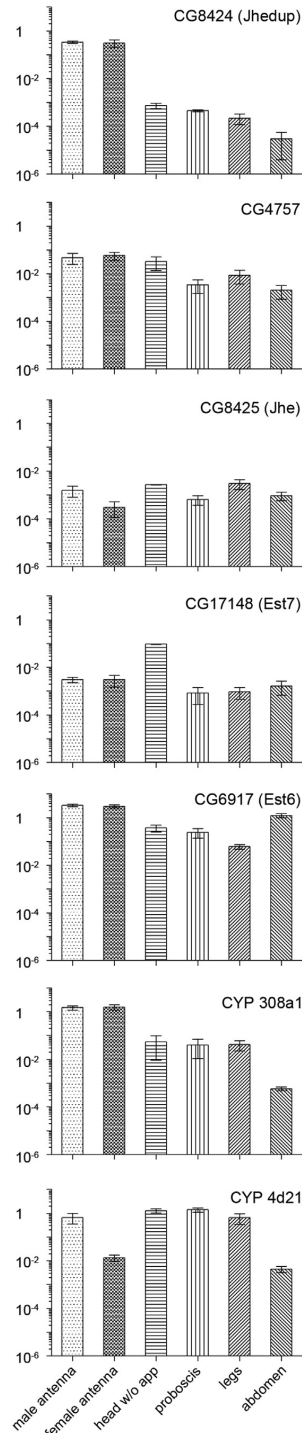 CG8424 (Jhedup)
1
10-2
10-4
10-6
CG4757
1
10-2
10-4
10-6
CG8425 (Jhe)
1
10-2
10-4
10-6
CG17148 (Est7)
1
10-2
10-4
10-6
CG6917 (Est6)
1
10-2
10-4
10-6
CYP 308a1
1
10-2
10-4
10-6
CYP 4d21
1
10-2
10-4
10-6
male antenna
female antenna
head w/o app
proboscis
legs
abdomen